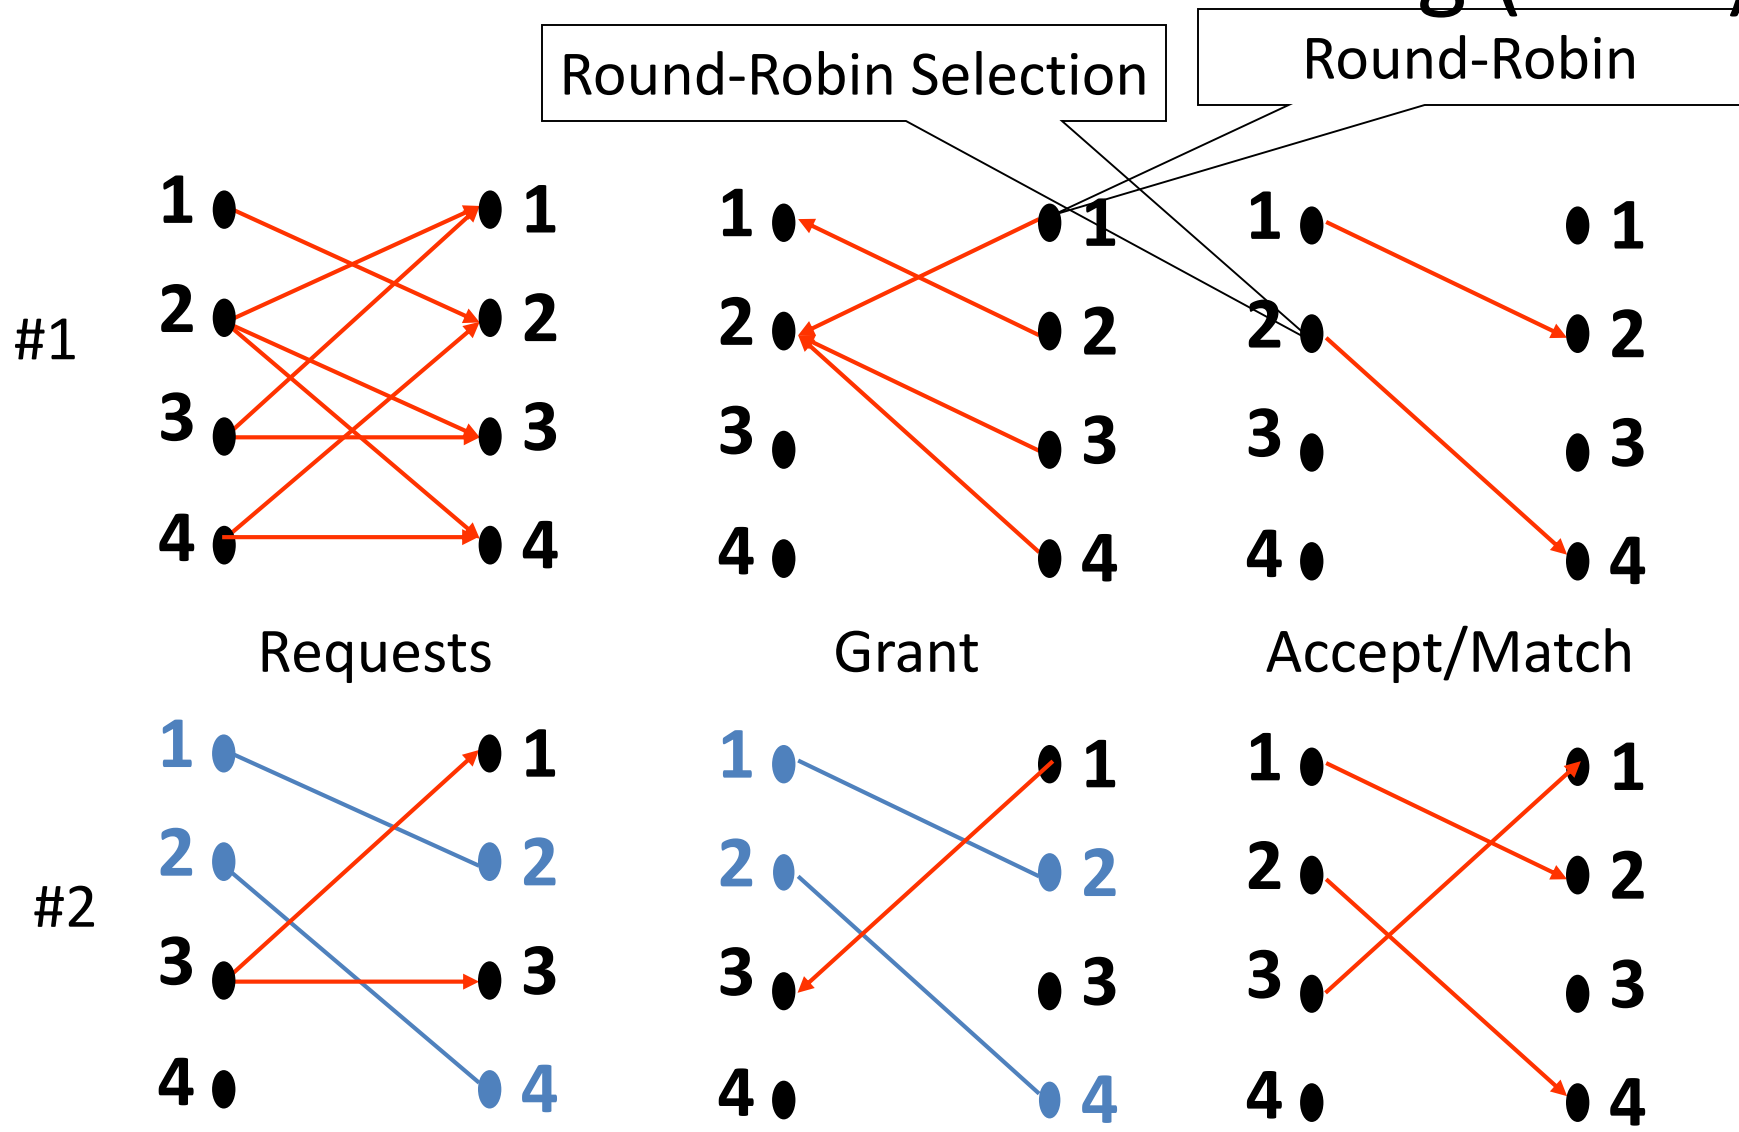 Round-Robin Selection
Round-Robin
#1
1 1 1 1 1 1
2 2 2 2 2 2
3 3 3 3 3 3
4 4 4 4 4 4
Requests Grant Accept/Match
#2
1 1 1 1 1 1
2 2 2 2 2 2
3 3 3 3 3 3
4 4 4 4 4 4